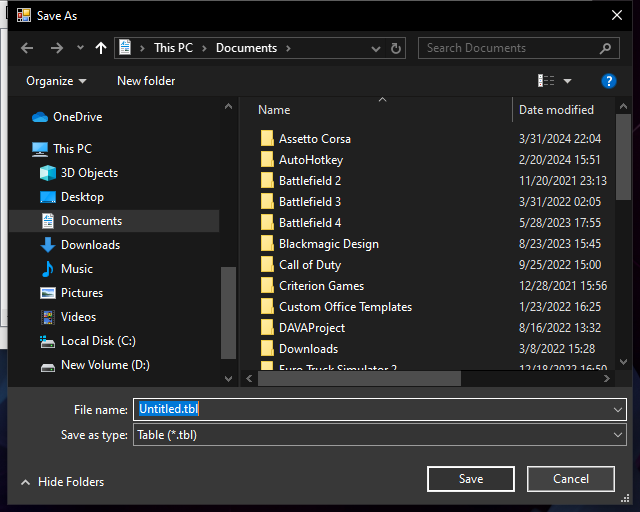 Save As
This PC > Documents >
Search Documents
Organize
New folder
OneDrive
This PC
3D Objects
Desktop
Documents
Downloads
Music
Pictures
Videos
Local Disk (C:)
New Volume (D:)
Name Date modified
Assetto Corsa 3/31/2024 22:04
AutoHotkey 2/20/2024 15:51
Battlefield 2 11/20/2021 23:13
Battlefield 3 3/31/2022 02:05
Battlefield 4 5/28/2023 17:55
Blackmagic Design 8/23/2023 15:45
Call of Duty 9/25/2022 15:00
Criterion Games 12/28/2021 15:56
Custom Office Templates 1/23/2022 16:25
DAVAProject 8/16/2022 13:32
Downloads 3/8/2022 15:28
Euro Truck Simulator 2 12/18/2022 16:50
File name: Untitled.tbl
Save as type: Table (*.tbl)
Hide Folders
Save
Cancel